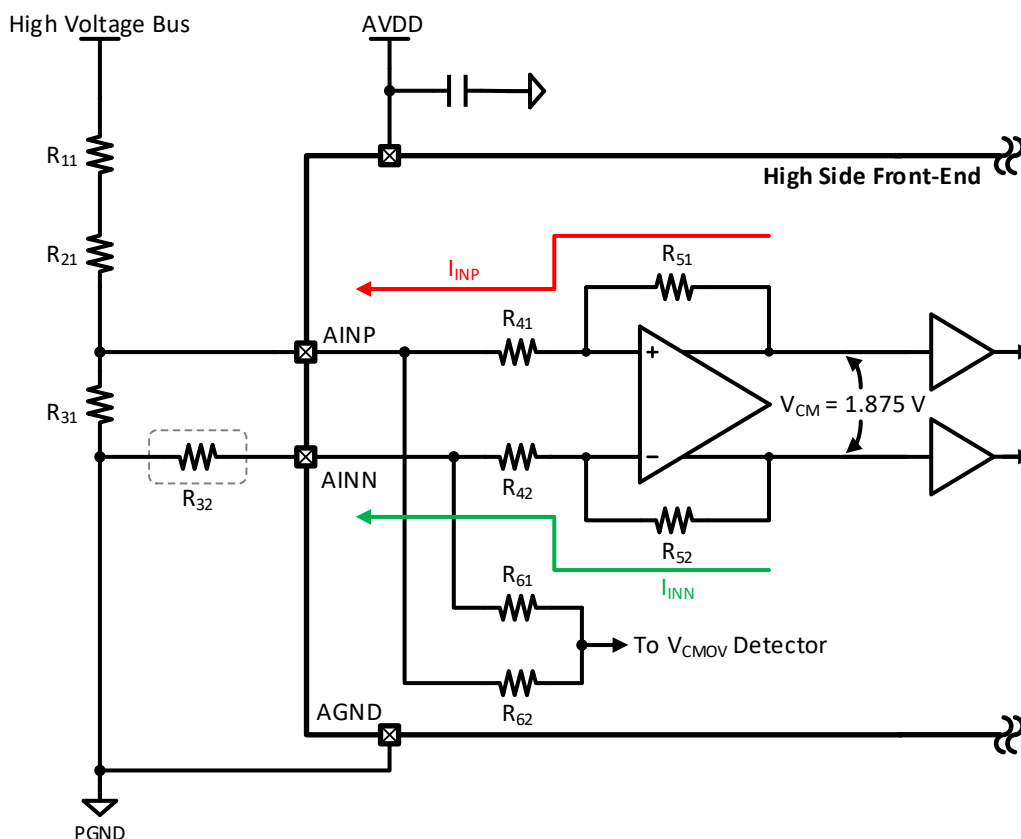 High Voltage Bus
AVDD
R11
High Side Front-End
R21
IINP
R51
AINP
R41
+
R31
VCM = 1.875 V
AINN
R42
−
R32
R52
R61
IINN
To VCMOV Detector
R62
AGND
PGND